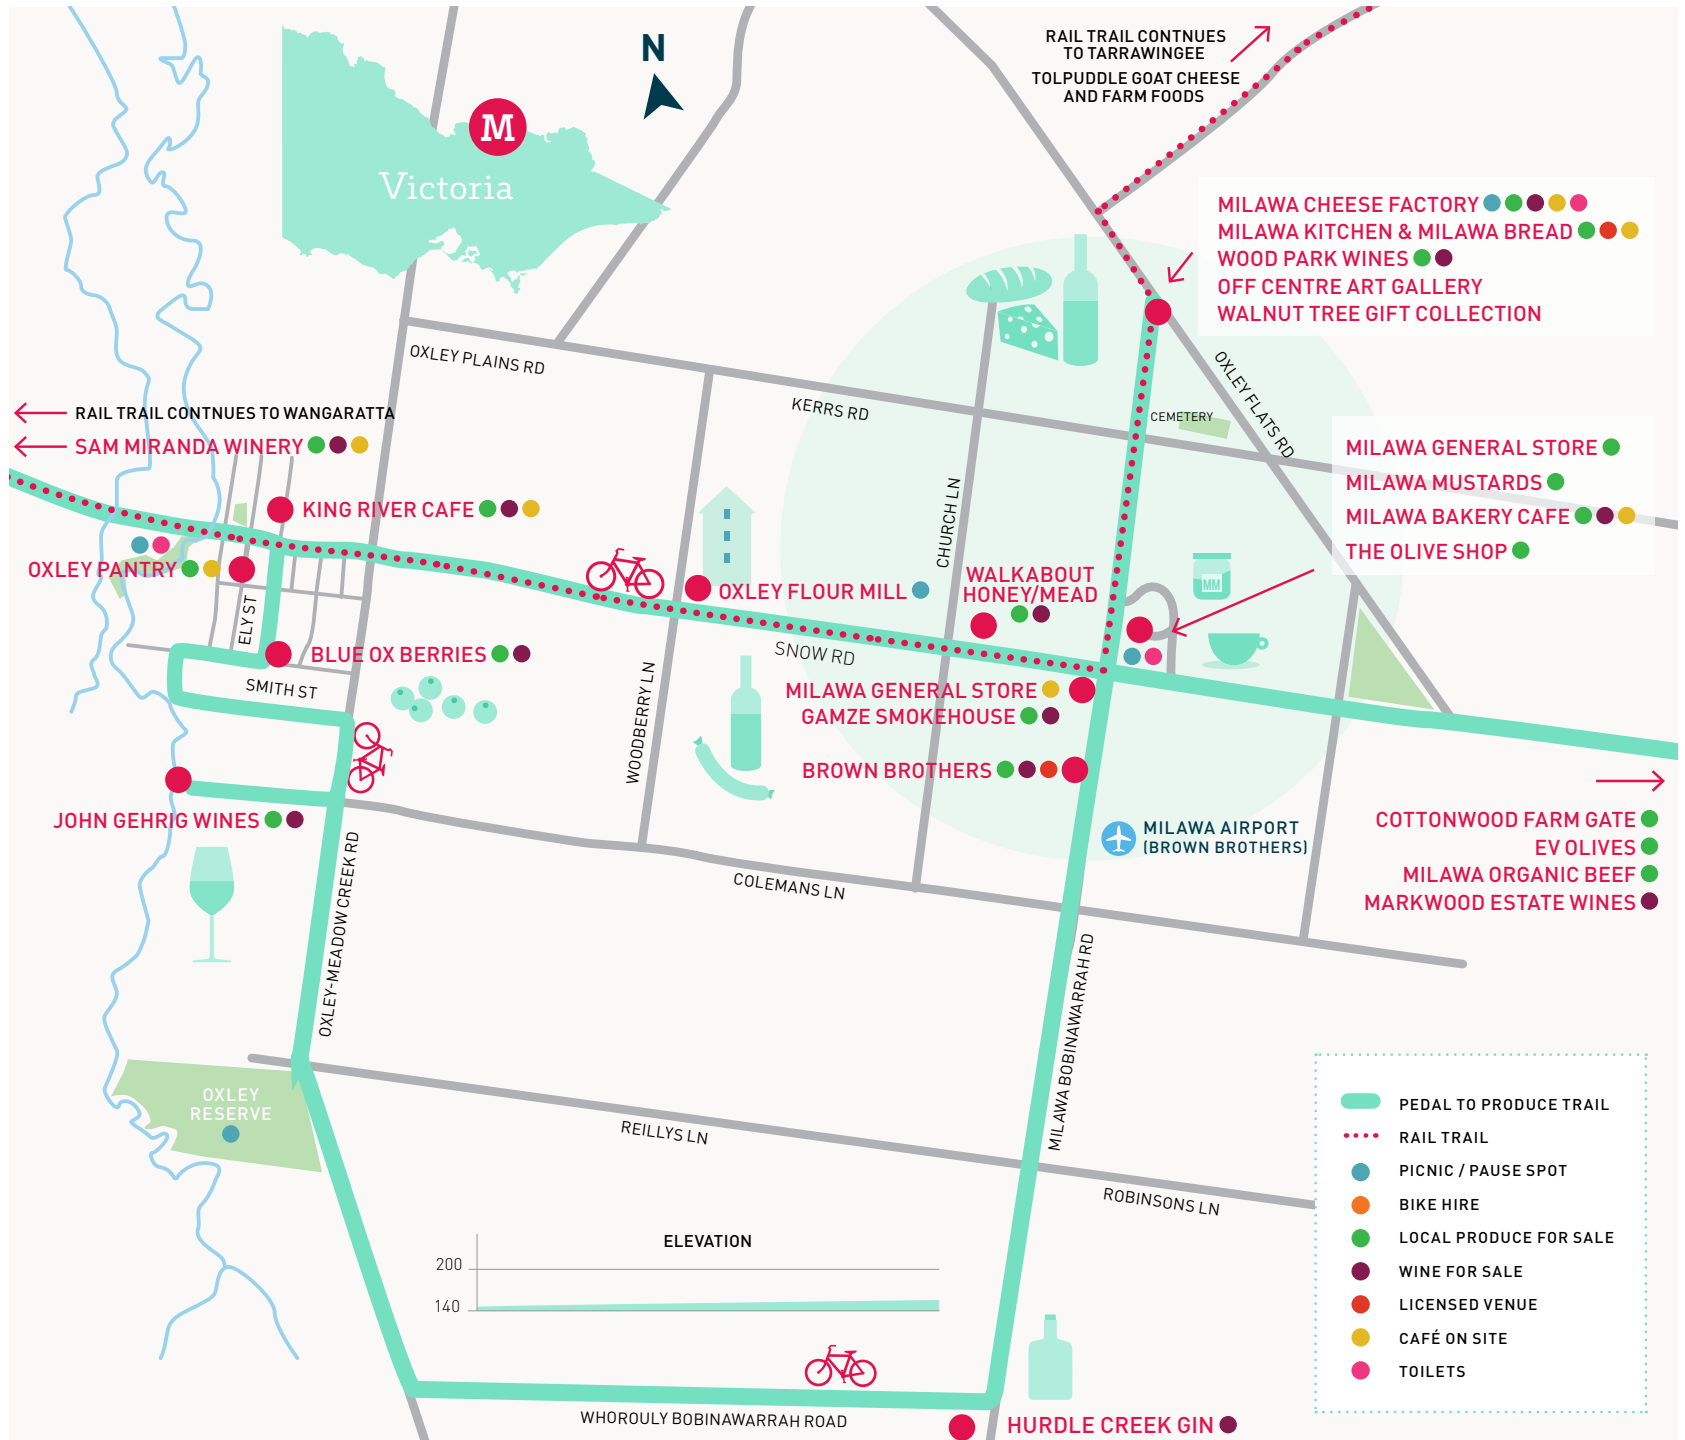 N
M
Victoria
RAIL TRAIL CONTNUES
TO TARRAWINGEE
TOLPUDDLE GOAT CHEESE
AND FARM FOODS
MILAWA CHEESE FACTORY
MILAWA KITCHEN & MILAWA BREAD
WOOD PARK WINES
OFF CENTRE ART GALLERY
WALNUT TREE GIFT COLLECTION
OXLEY PLAINS RD
KERRS RD
CEMETERY
OXLEY FLATS RD
RAIL TRAIL CONTNUES TO WANGARATTA
SAM MIRANDA WINERY
KING RIVER CAFE
OXLEY PANTRY
ELY ST
BLUE OX BERRIES
SMITH ST
CHURCH LN
OXLEY FLOUR MILL
WALKABOUT
HONEY/MEAD
MM
MILAWA GENERAL STORE
MILAWA MUSTARDS
MILAWA BAKERY CAFE
THE OLIVE SHOP
SNOW RD
WOODBERRY LN
MILAWA GENERAL STORE
GAMZE SMOKEHOUSE
BROWN BROTHERS
MILAWA AIRPORT
(BROWN BROTHERS)
JOHN GEHRIG WINES
COTTONWOOD FARM GATE
EV OLIVES
MILAWA ORGANIC BEEF
MARKWOOD ESTATE WINES
OXLEY-MEADOW CREEK RD
COLEMANS LN
MILAWA BOBINAWARRAH RD
OXLEY
RESERVE
REILLYS LN
ROBINSONS LN
ELEVATION
200
140
WHOROULY BOBINAWARRAH ROAD
HURDLE CREEK GIN
PEDAL TO PRODUCE TRAIL
RAIL TRAIL
PICNIC / PAUSE SPOT
BIKE HIRE
LOCAL PRODUCE FOR SALE
WINE FOR SALE
LICENSED VENUE
CAFÉ ON SITE
TOILETS